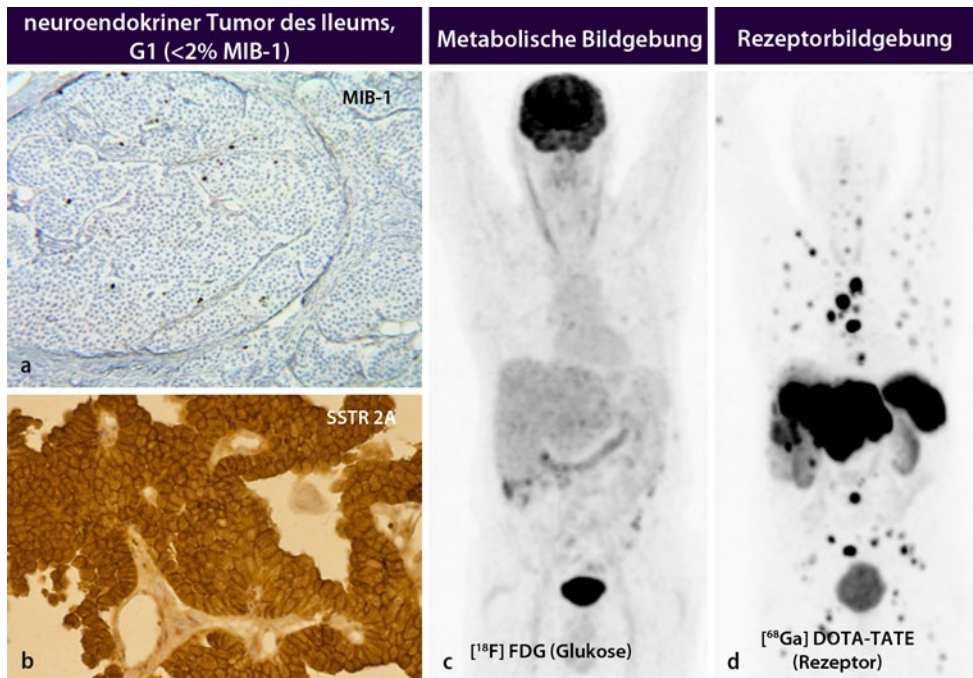 neuroendokriner Tumor des Ileums,
G1 (<2% MIB-1)
MIB-1
a
SSTR 2A
b
Metabolische Bildgebung
c
[¹⁸F] FDG (Glukose)
Rezeptorbildgebung
[⁶⁸Ga] DOTA-TATE
d
(Rezeptor)